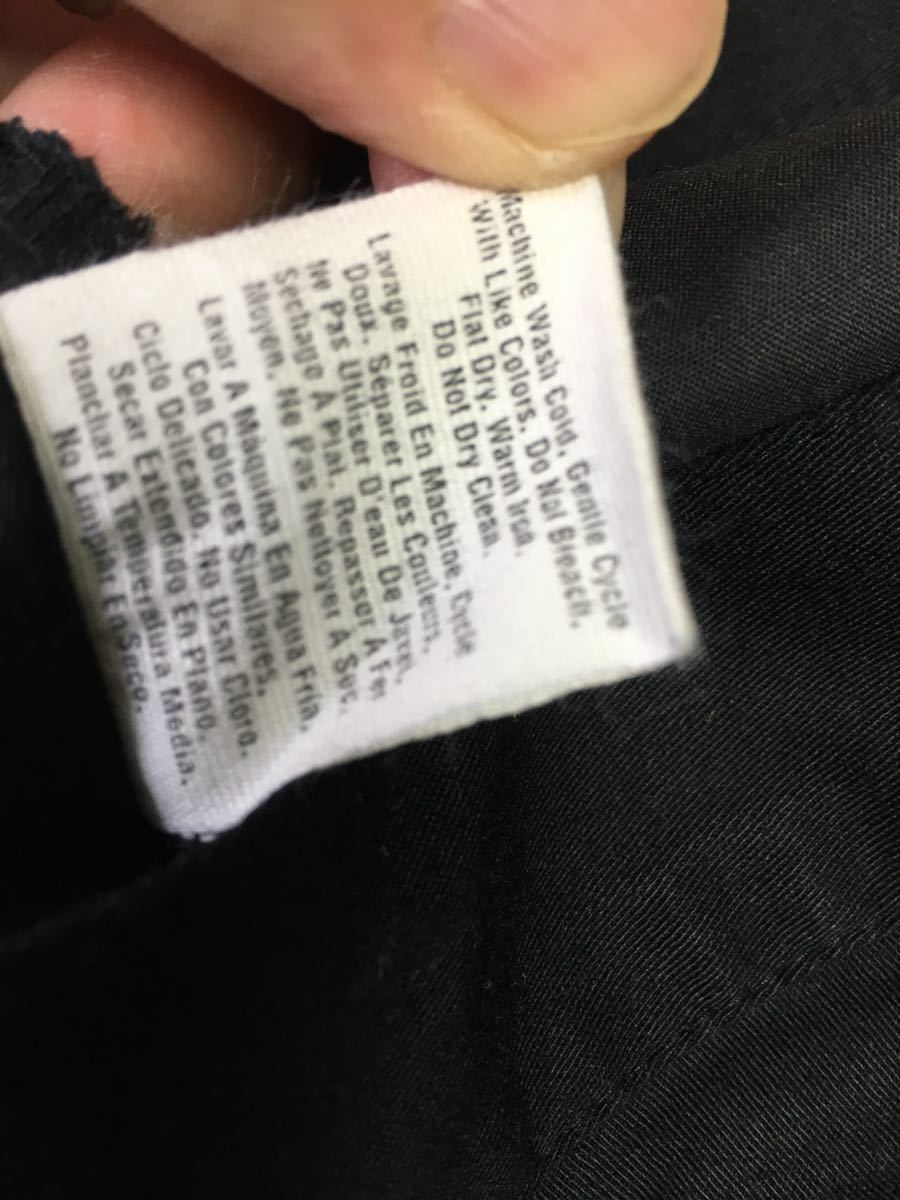 Machine Wash Cold, Gentle Cycle
With Like Colors. Do Not Bleach.
Flat Dry. Warm Iron.
Do Not Dry Clean.
Lavage Froid En Machine, Cycle
Doux. Séparer Les Couleurs,
Ne Pas Utiliser D'eau De Javel,
Sechage À Plat. Repasser À Fer
Moyen. Ne Pas Nettoyer À Sec.
Lavar A Máquina En Agua Fria,
Con Colores Similares,
Ciclo Delicado. No Usar Cloro.
Secar Extendido En Plano.
Planchar A Temperatura Media.
No Limpiar En Seco.